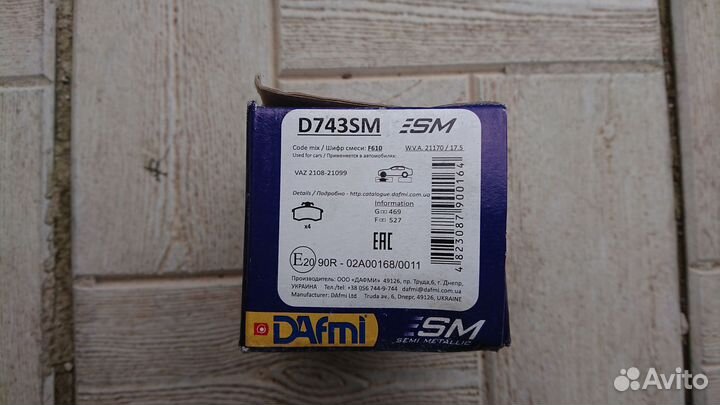 D743SM SM
Code mix / Шифр смеси: F610
W.V.A. 21170 / 17.5
Used for cars / Применяется в автомобилях:
VAZ 2108-21099
Details / Подробно - http.catalogue.dafmi.com.ua
Information
G 469
F 527
x4
EAC
E20 90R - 02A00168/0011
4823087900164
Производитель: ООО «ДАФМИ» 49126, пр. Труда,6, г. Днепр,
УКРАИНА Тел./tel: +38 (056 744-9-744 dafmi@dafmi.com.ua
Manufacturer: DAfmi Ltd Truda av., 6, Dnepr, 49126, UKRAINE
DAfmi SM
SEMI METALLIC
Avito